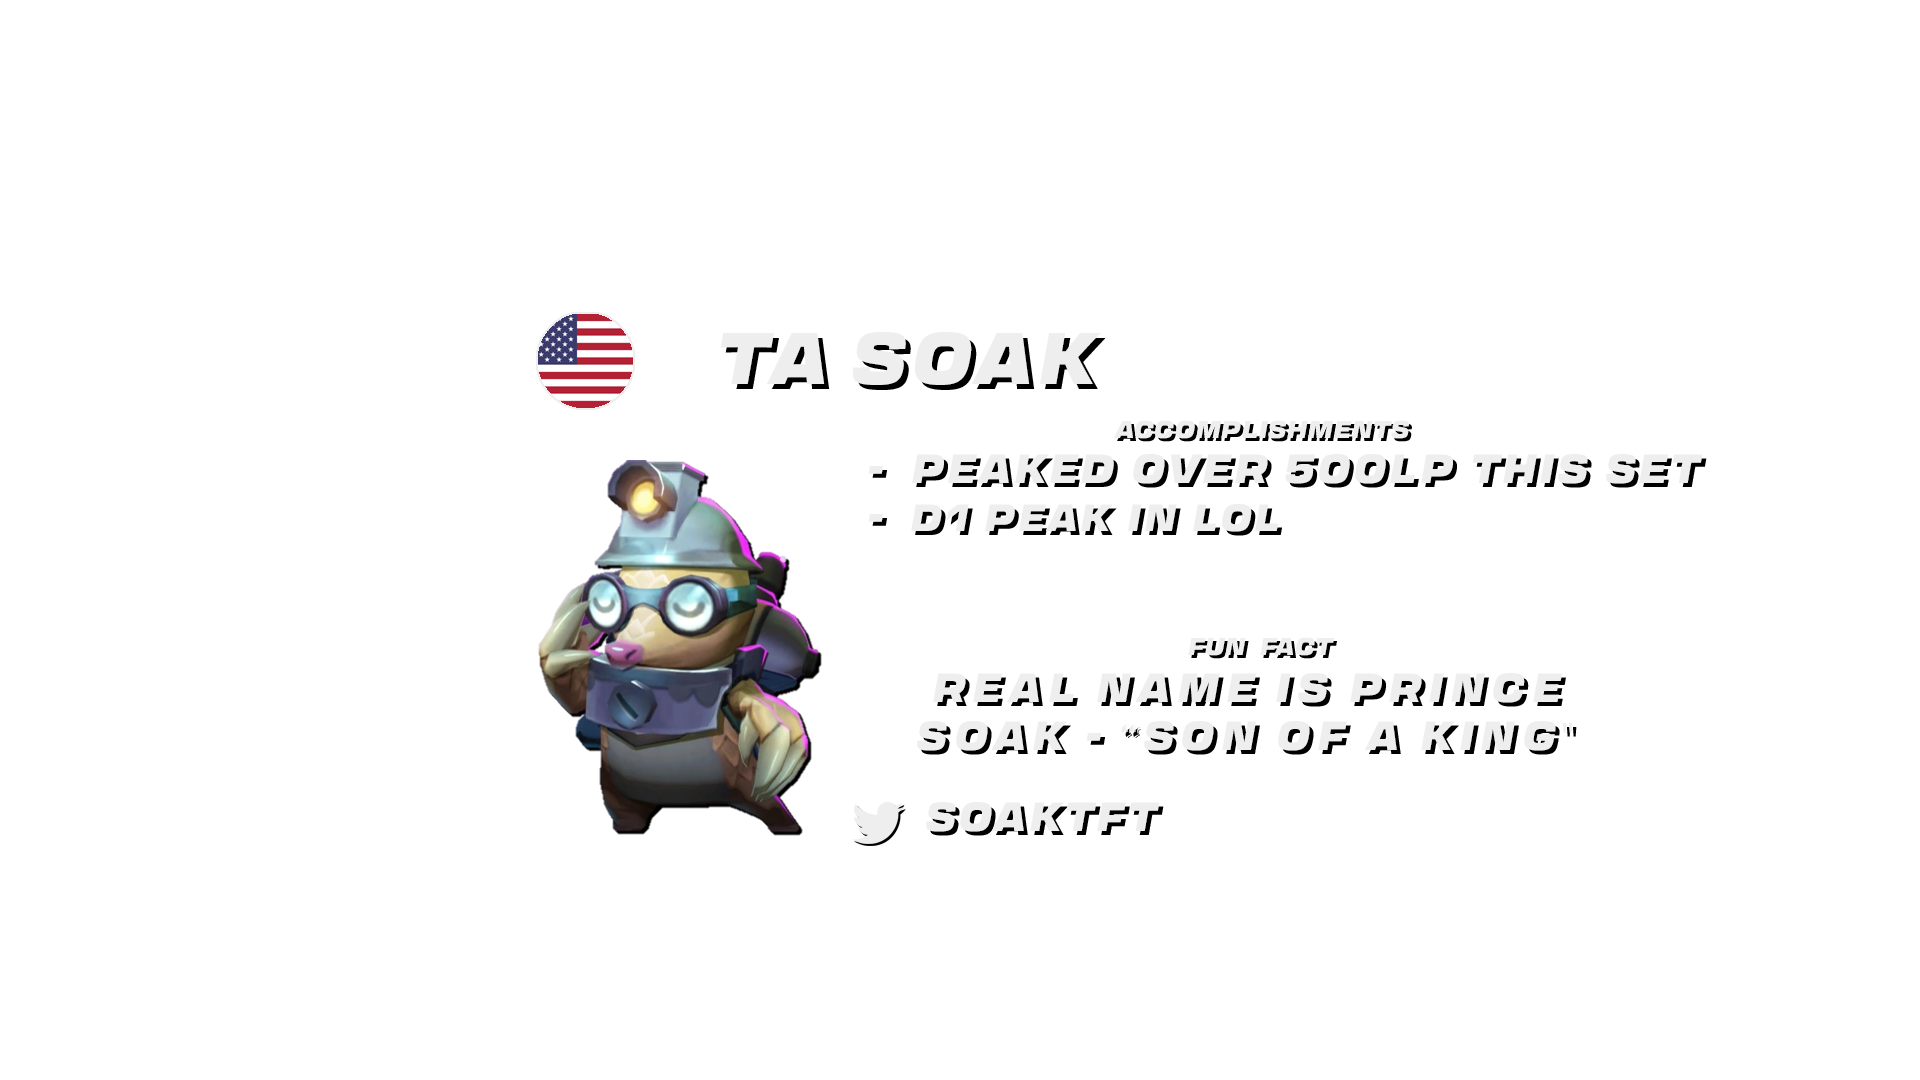 TA SOAK
ACCOMPLISHMENTS
- PEAKED OVER 500LP THIS SET
- D1 PEAK IN LOL
FUN FACT
REAL NAME IS PRINCE
SOAK - “SON OF A KING"
SOAKTFT